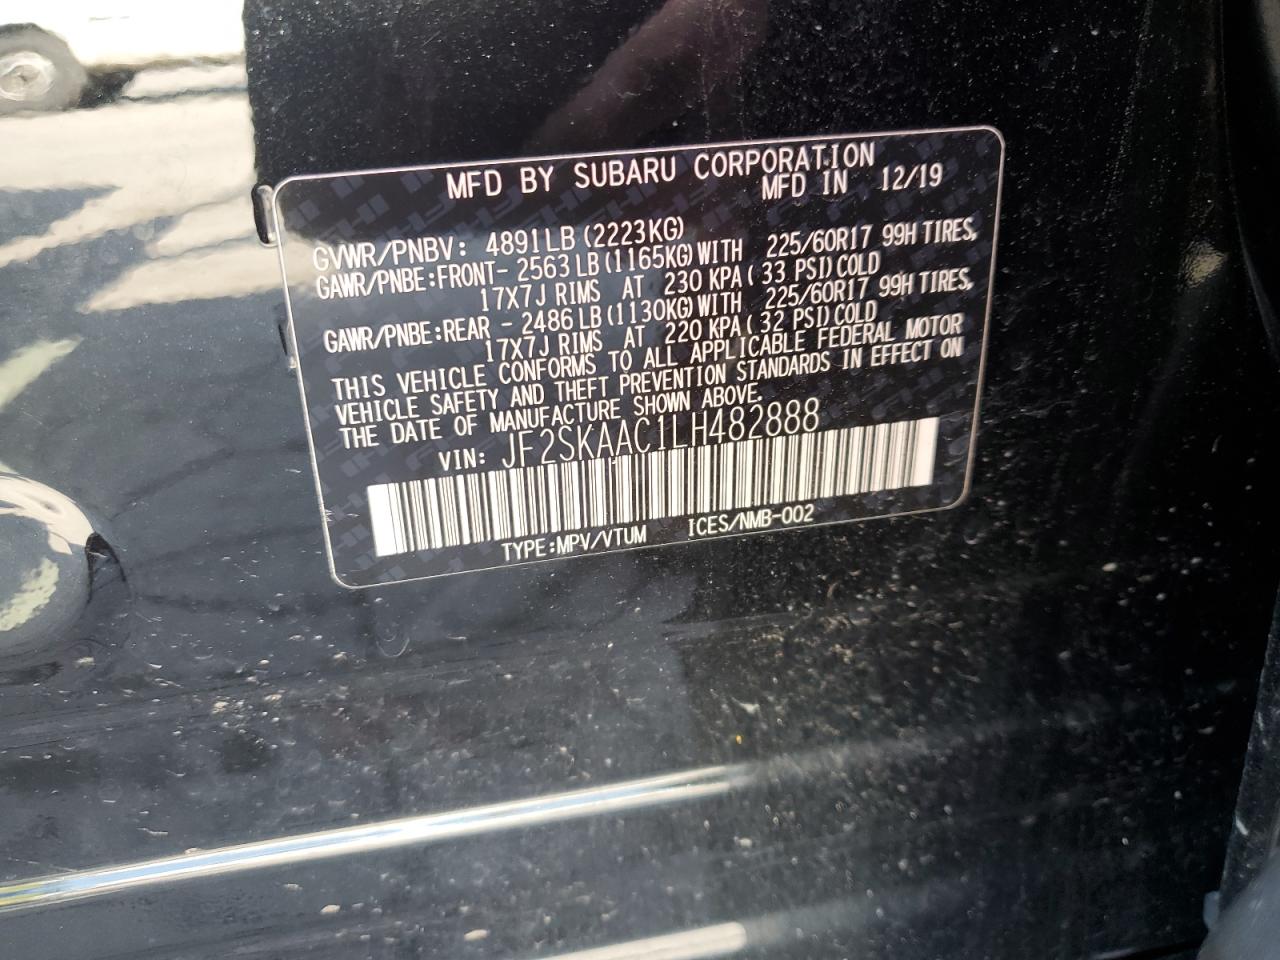 MFD BY SUBARU CORPORATION
MFD IN 12/19
GVWR/PNBV: 4891LB(2223KG)
GAWR/PNBE:FRONT- 2563LB(1165KG)WITH 225/60R17 99H TIRES,
17X7J RIMS AT 230 KPA( 33 PSI)COLD
GAWR/PNBE:REAR - 2486LB(1130KG)WITH 225/60R17 99H TIRES,
17X7J RIMS AT 220 KPA( 32 PSI)COLD
THIS VEHICLE CONFORMS TO ALL APPLICABLE FEDERAL MOTOR
VEHICLE SAFETY AND THEFT PREVENTION STANDARDS IN EFFECT ON
THE DATE OF MANUFACTURE SHOWN ABOVE.
VIN: JF2SKAAC1LH482888
TYPE:MPV/VTUM ICES/NMB-002